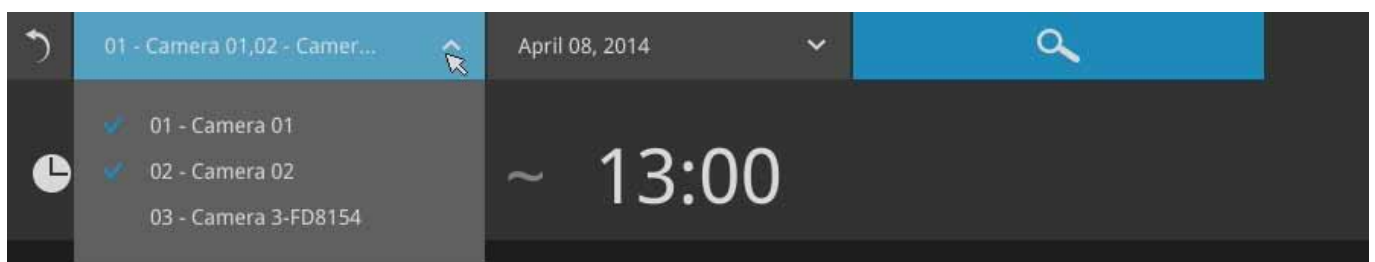 01 - Camera 01,02 - Camer...
April 08, 2014
01 - Camera 01
02 - Camera 02
03 - Camera 3-FD8154
~ 13:00